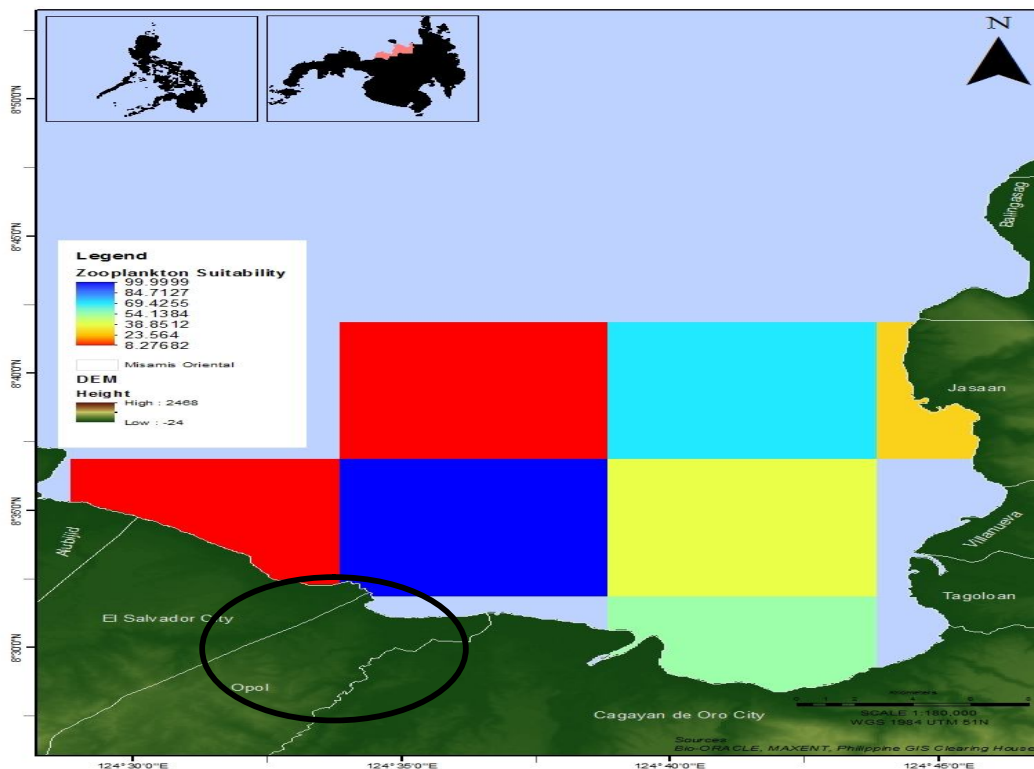 N
8°50'0"N
8°45'0"N
8°40'0"N
8°35'0"N
8°30'0"N
Legend
Zooplankton Suitability
99.9999
84.7127
69.4255
54.1384
38.8512
23.564
8.27682
Misamis Oriental
DEM
Height
High : 2468
Low : -24
Balingasag
Jasaan
Villanueva
Tagoloan
Alubijid
El Salvador City
Opol
Cagayan de Oro City
Kilometers
SCALE 1:180,000
WGS 1984 UTM 51N
Sources
Bio-ORACLE, MAXENT, Philippine GIS Clearing House
124°30'0"E
124°35'0"E
124°40'0"E
124°45'0"E